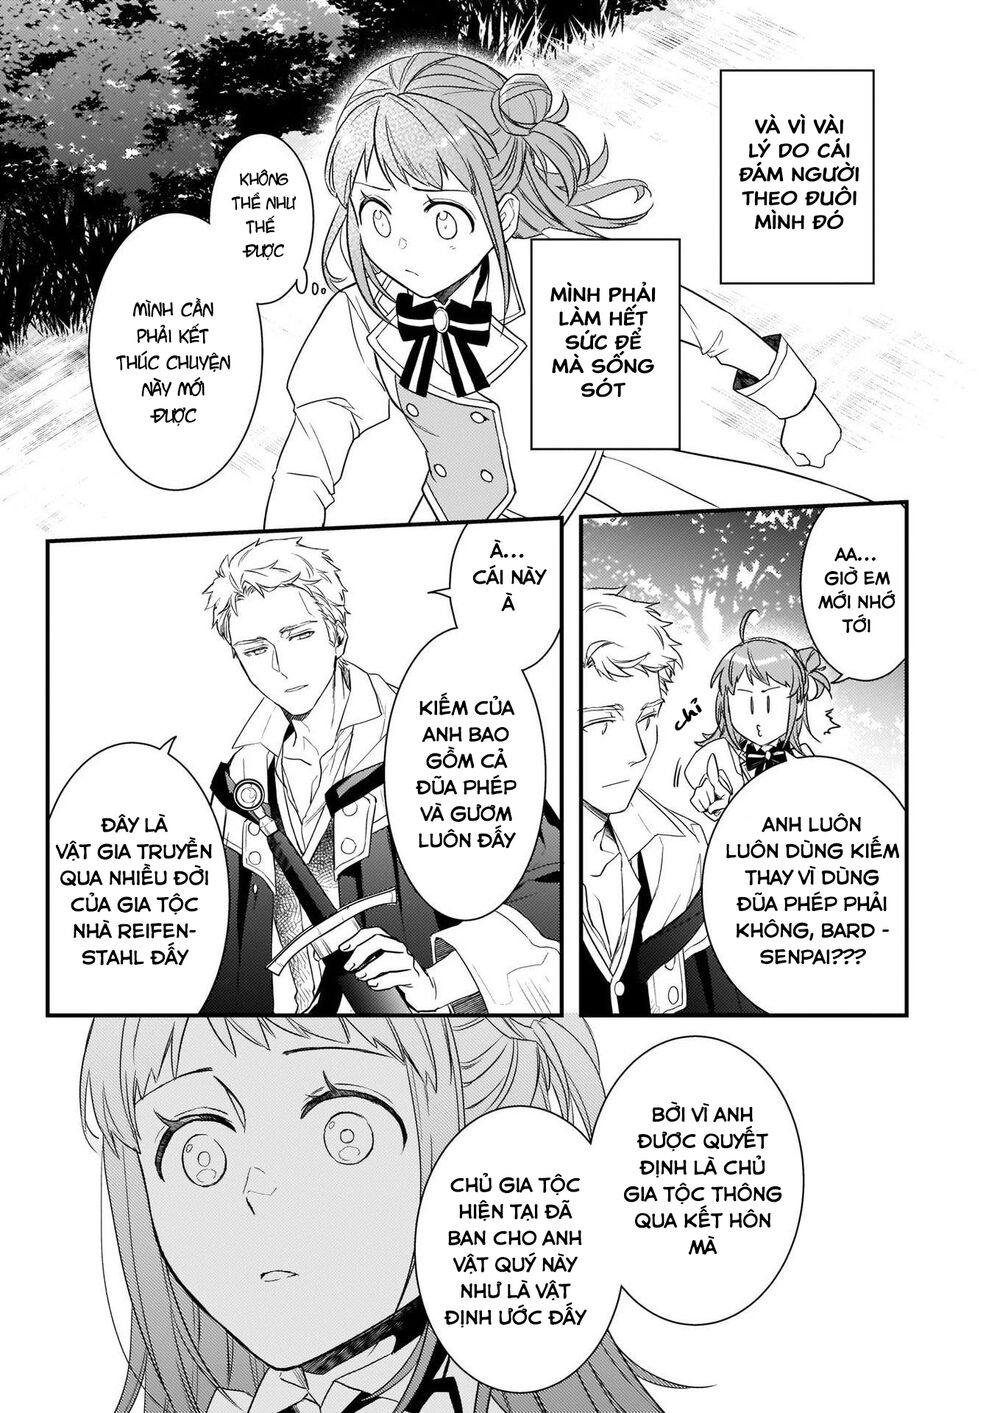 VÀ VÌ VÀI
LÝ DO CÁI
ĐÁM NGƯỜI
THEO ĐUÔI
MÌNH ĐÓ
MÌNH PHẢI
LÀM HẾT
SỨC ĐỂ
MÀ SỐNG
SÓT
KHÔNG
THỂ NHƯ
THẾ
ĐƯỢC
MÌNH CẦN
PHẢI KẾT
THÚC CHUYỆN
NÀY MỚI
ĐƯỢC
AA...
GIỜ EM
MỚI NHỚ
TỚI
chỉ
ANH LUÔN
LUÔN DÙNG KIẾM
THAY VÌ DÙNG
ĐŨA PHÉP PHẢI
KHÔNG, BARD -
SENPAI???
À...
CÁI NÀY
À
KIẾM CỦA
ANH BAO
GỒM CẢ
ĐŨA PHÉP
VÀ GƯƠM
LUÔN ĐẤY
ĐÂY LÀ
VẬT GIA TRUYỀN
QUA NHIỀU ĐỜI
CỦA GIA TỘC
NHÀ REIFEN-
STAHL ĐẤY
BỞI VÌ ANH
ĐƯỢC QUYẾT
ĐỊNH LÀ CHỦ
GIA TỘC THÔNG
QUA KẾT HÔN
MÀ
CHỦ GIA TỘC
HIỆN TẠI ĐÃ
BAN CHO ANH
VẬT QUÝ NÀY
NHƯ LÀ VẬT
ĐỊNH ƯỚC ĐẤY